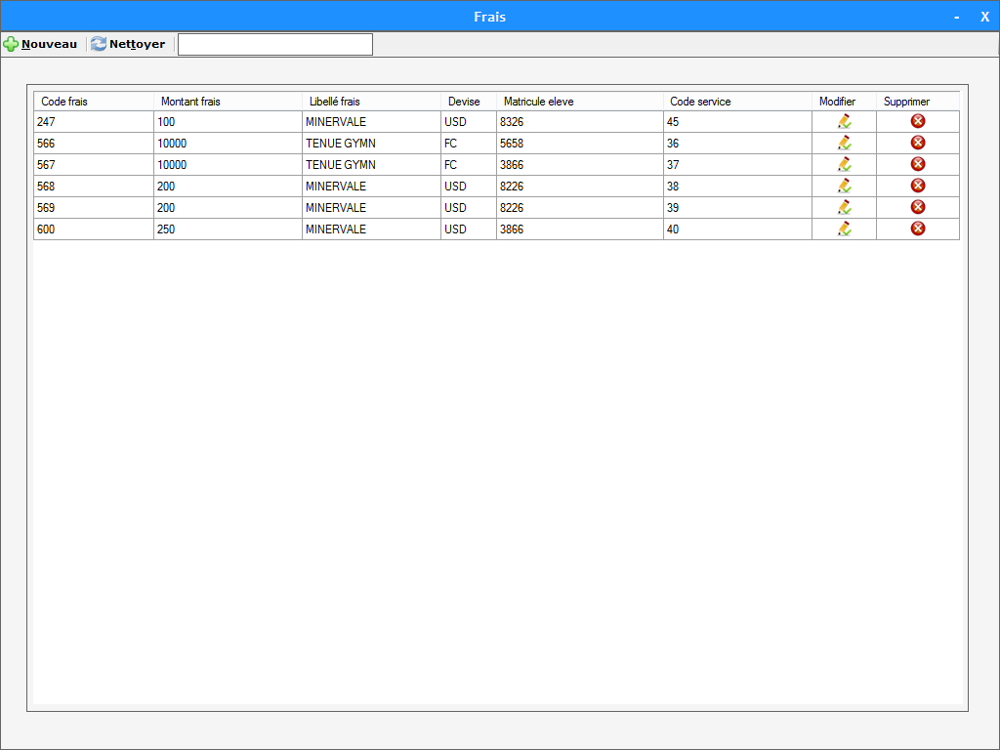 Frais
- X
Nouveau Nettoyer
Code frais Montant frais Libellé frais Devise Matricule eleve Code service Modifier Supprimer
247 100 MINERVALE USD 8326 45
566 10000 TENUE GYMN FC 5658 36
567 10000 TENUE GYMN FC 3866 37
568 200 MINERVALE USD 8226 38
569 200 MINERVALE USD 8226 39
600 250 MINERVALE USD 3866 40